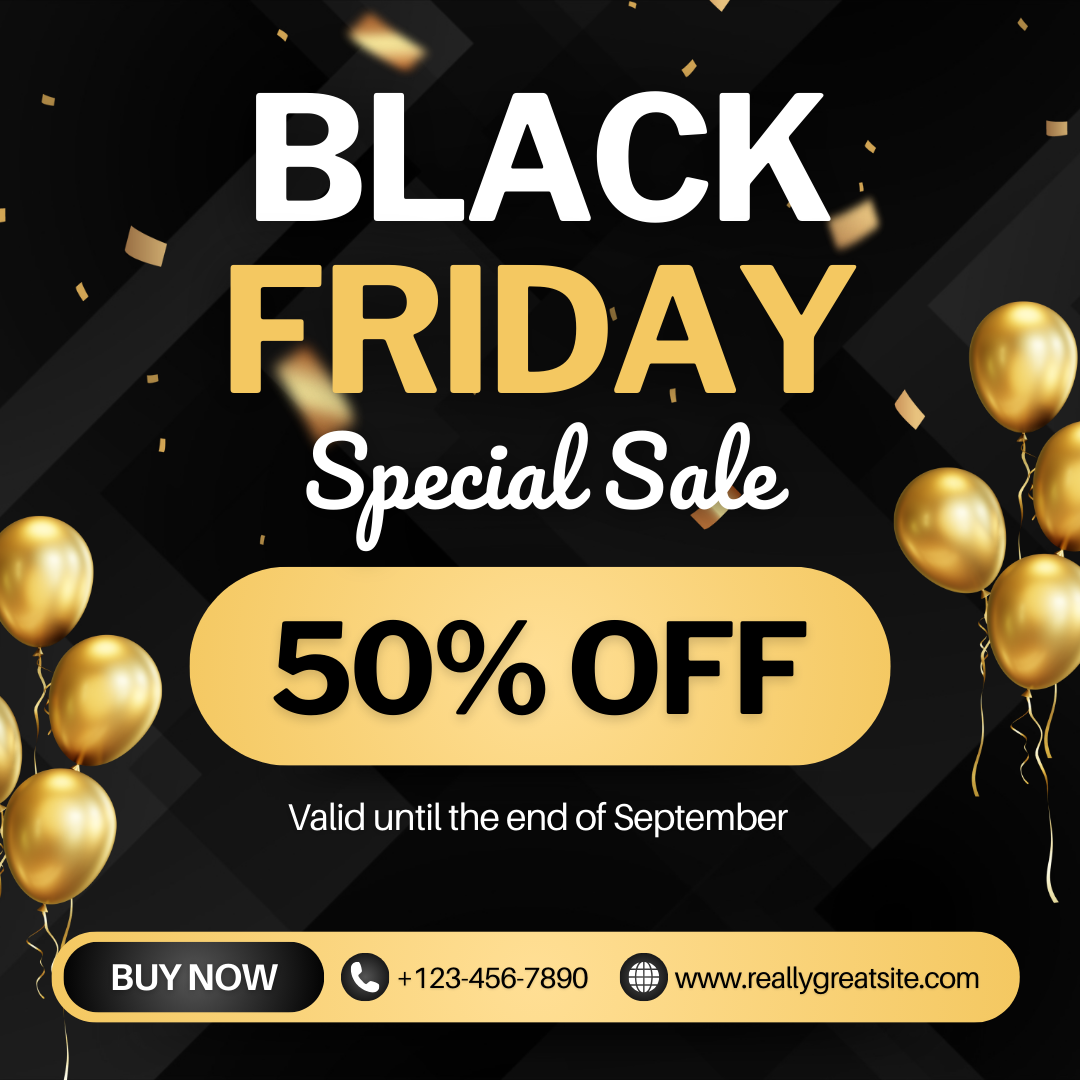 BLACK
FRIDAY
Special Sale
50% OFF
Valid until the end of September
BUY NOW +123-456-7890 www.reallygreatsite.com